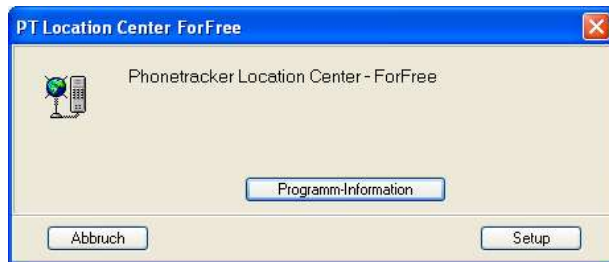 PT Location Center ForFree
Phonetracker Location Center - ForFree
Programm-Information
Abbruch
Setup